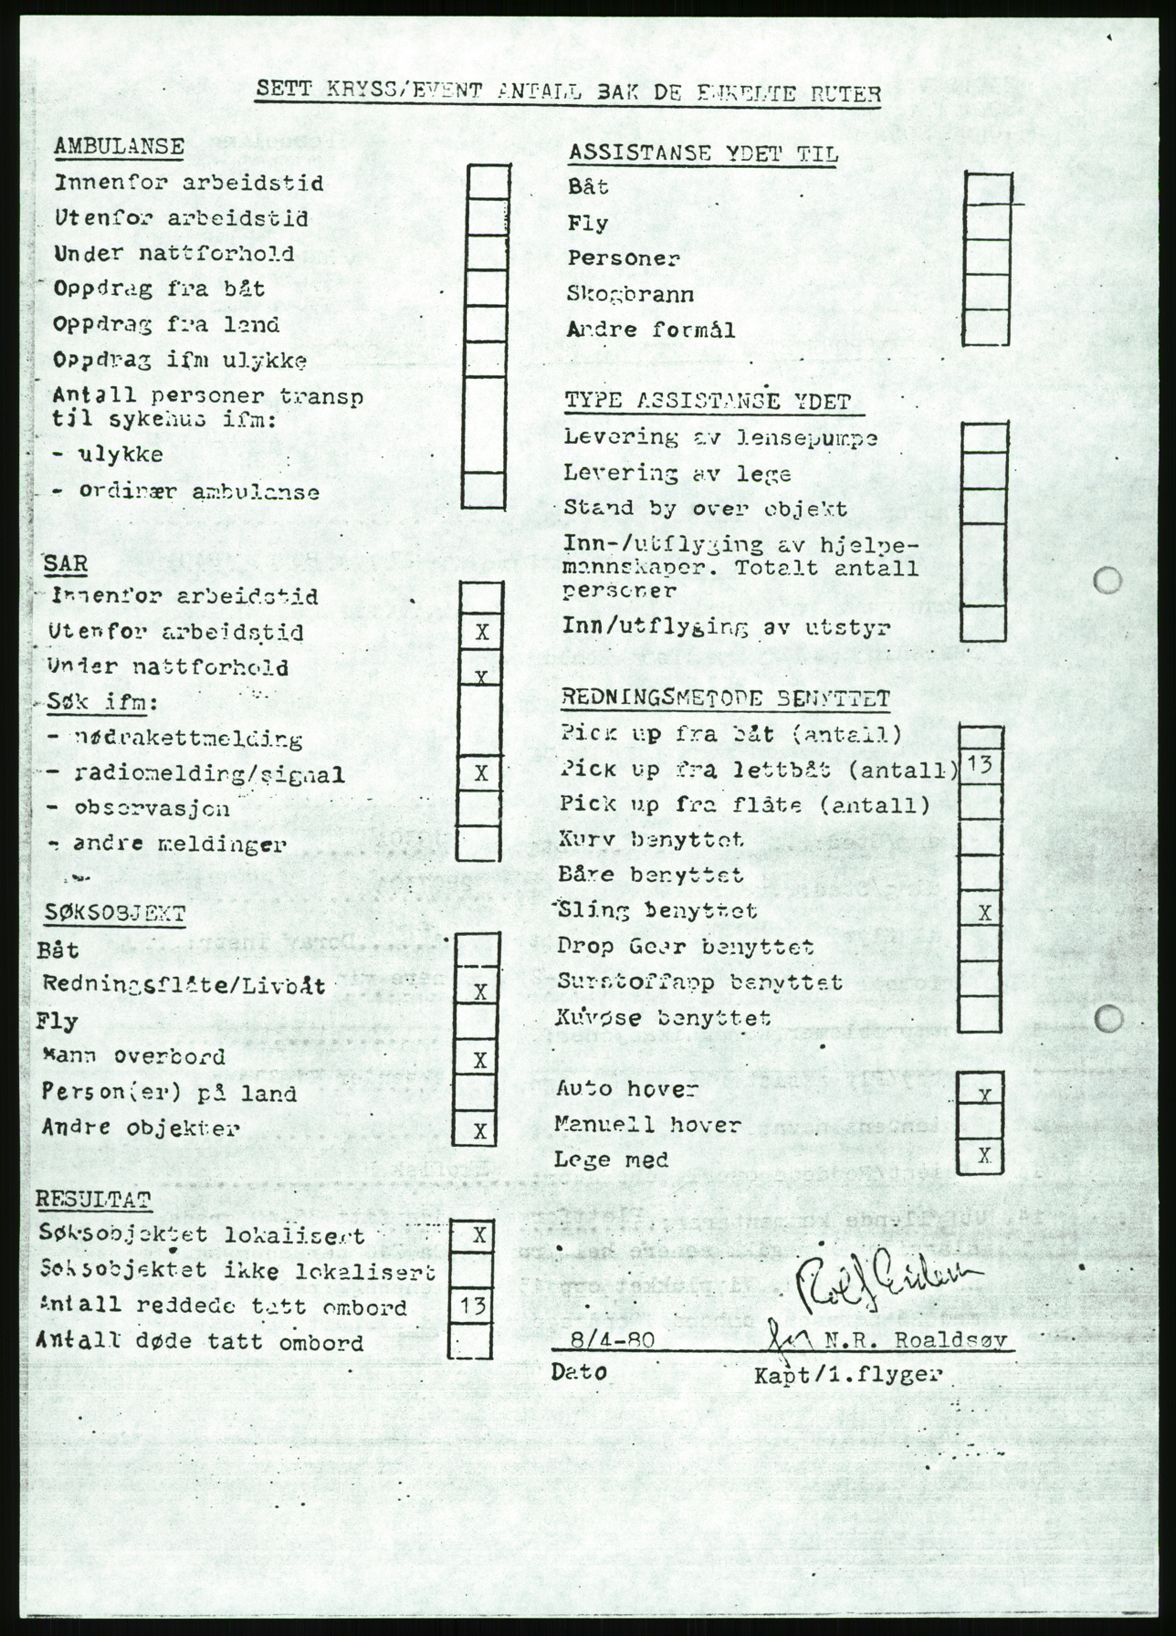 SETT KRYSS/EVENT ANTALL BAK DE ENKELTE RUTER
AMBULANSE
Innenfor arbeidstid
Utenfor arbeidstid
Under nattforhold
Oppdrag fra båt
Oppdrag fra land
Oppdrag ifm ulykke
Antall personer transp
til sykehus ifm:
- ulykke
- ordinær ambulanse
SAR
Innenfor arbeidstid
Utenfor arbeidstid X
Under nattforhold X
Søk ifm:
- nødrakettmelding
- radiomelding/signal X
- observasjon
- andre meldinger
SØKSOBJEKT
Båt
Redningsflåte/Livbåt X
Fly
Mann overbord X
Person(er) på land
Andre objekter X
RESULTAT
Søksobjektet lokalisert X
Søksobjektet ikke lokalisert
Antall reddede tatt ombord 13
Antall døde tatt ombord
ASSISTANSE YDET TIL
Båt
Fly
Personer
Skogbrann
Andre formål
TYPE ASSISTANSE YDET
Levering av lensepumpe
Levering av lege
Stand by over objekt
Inn-/utflyging av hjelpe-
mannskaper. Totalt antall
personer
Inn/utflyging av utstyr
REDNINGSMETODE BENYTTET
Pick up fra båt (antall)
Pick up fra lettbåt (antall) 13
Pick up fra flåte (antall)
Kurv benyttet
Båre benyttet
Sling benyttet X
Drop Geer benyttet
Surstoffapp benyttet
Kuvøse benyttet
Auto hover X
Manuell hover
Lege med X
8/4-80 for N.R. Roaldsøy
Dato Kapt/1.flyger